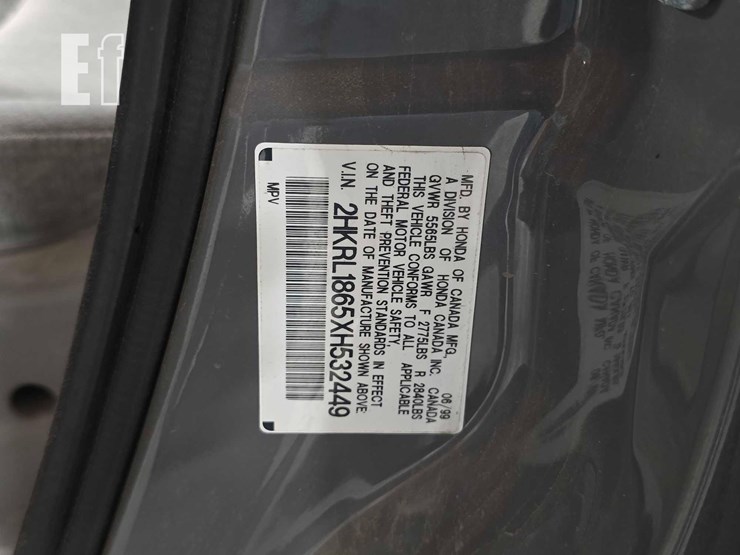 Ef
MFD. BY HONDA OF CANADA MFG.
A DIVISION OF HONDA CANADA INC. CANADA 06/99
GVWR 5565LBS GAWR F 2775LBS R 2840LBS
THIS VEHICLE CONFORMS TO ALL APPLICABLE
FEDERAL MOTOR VEHICLE SAFETY
AND THEFT PREVENTION STANDARDS IN EFFECT
ON THE DATE OF MANUFACTURE SHOWN ABOVE.
V.I.N. 2HKRL1865XH532449
MPV